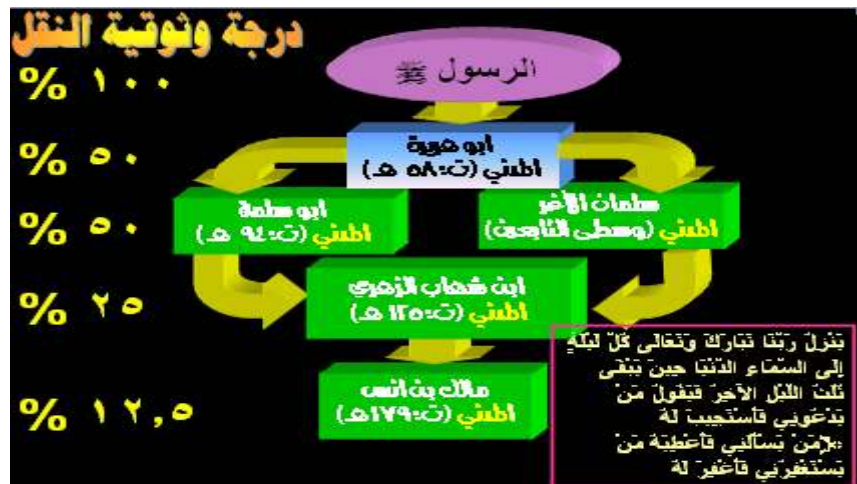 درجة وثوقية النقل
الرسول ﷺ
% ١٠٠
ابو هريرة
المدني (ت:٥٨ هـ)
% ٥٠
سلمان الأغر
المدني (وسطى التابعين)
ابو سلمة
المدني (ت:٩٤ هـ)
% ٥٠
ابن شهاب الزهري
المدني (ت:١٢٥ هـ)
% ٢٥
مالك بن انس
المدني (ت:١٧٩هـ)
% ١٢,٥
يَنْزِلُ رَبُّنَا تَبَارَكَ وَتَعَالَى كُلَّ لَيْلَةٍ
إِلَى السَّمَاءِ الدُّنْيَا حِينَ يَبْقَى
ثُلُثُ اللَّيْلِ الْآخِرُ فَيَقُولُ مَنْ
يَدْعُونِي فَأَسْتَجِيبَ لَهُ
مَنْ يَسْأَلُنِي فَأُعْطِيَهُ مَنْ
يَسْتَغْفِرُنِي فَأَغْفِرَ لَهُ